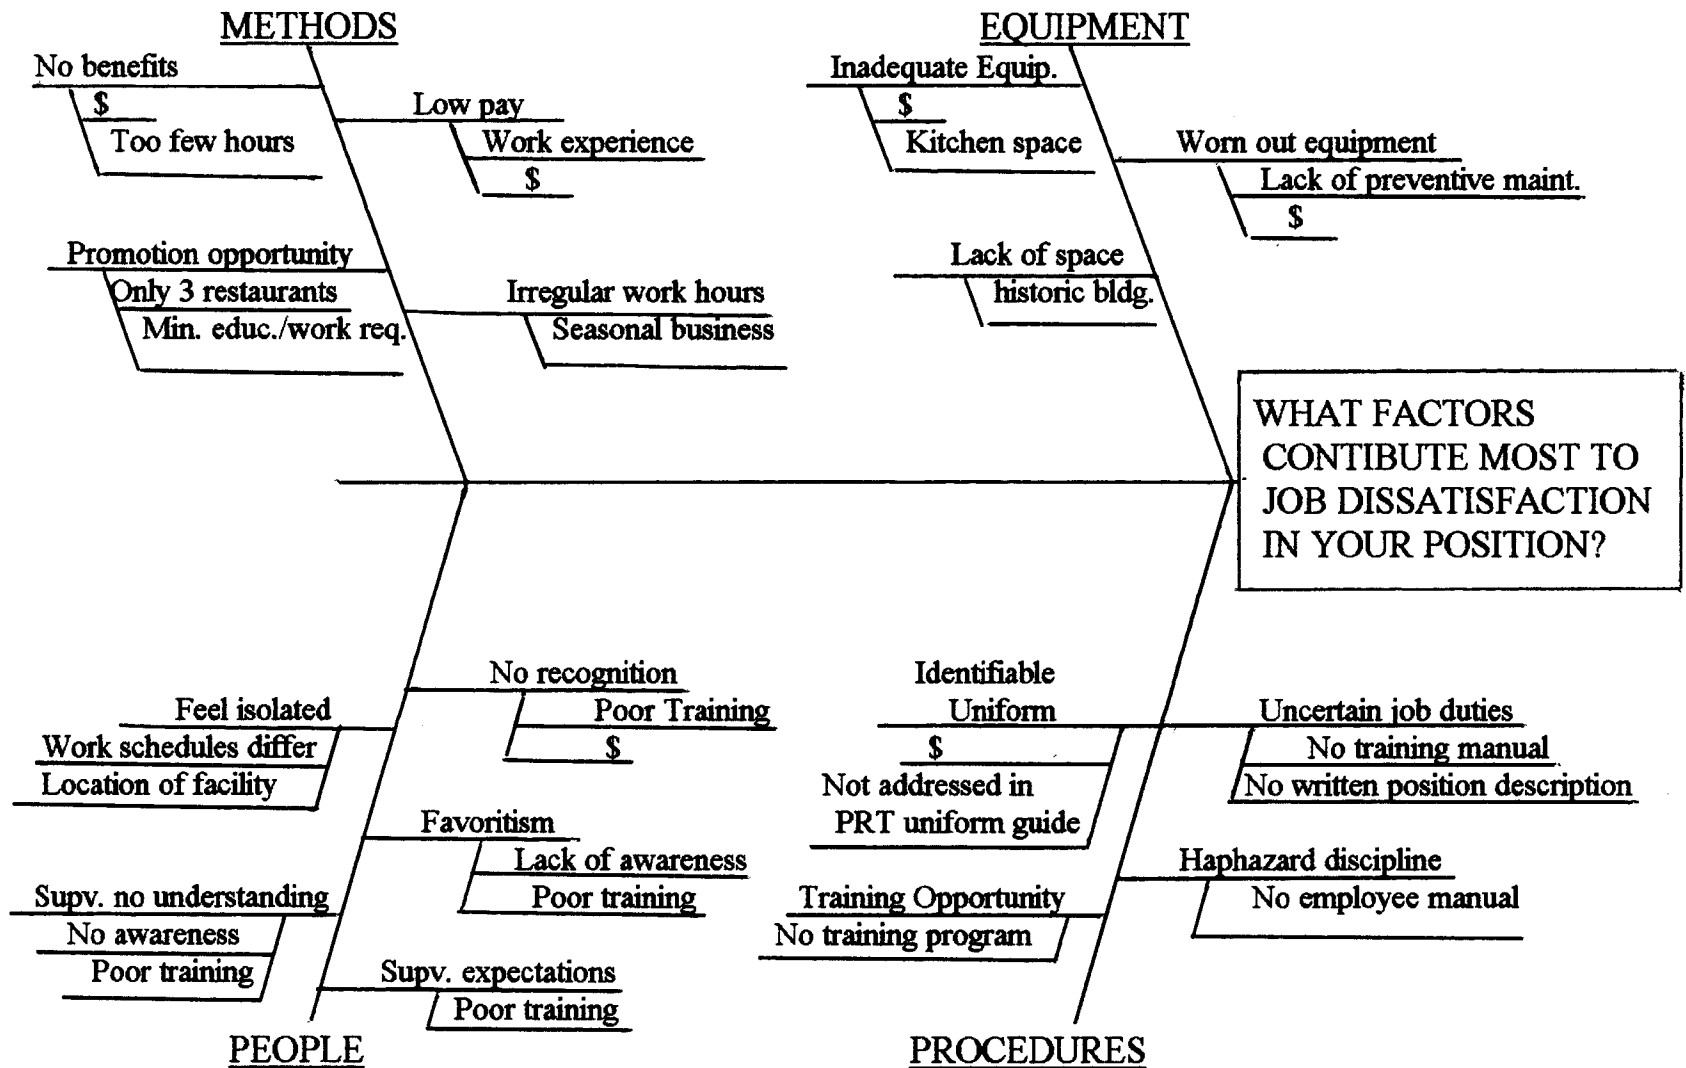 METHODS
No benefits
$
Too few hours
Low pay
Work experience
$
Promotion opportunity
Only 3 restaurants
Min. educ./work req.
Irregular work hours
Seasonal business
EQUIPMENT
Inadequate Equip.
$
Kitchen space
Worn out equipment
Lack of preventive maint.
$
Lack of space
historic bldg.
WHAT FACTORS
CONTIBUTE MOST TO
JOB DISSATISFACTION
IN YOUR POSITION?
No recognition
Poor Training
$
Feel isolated
Work schedules differ
Location of facility
Favoritism
Lack of awareness
Poor training
Supv. no understanding
No awareness
Poor training
Supv. expectations
Poor training
PEOPLE
Identifiable
Uniform
$
Not addressed in
PRT uniform guide
Uncertain job duties
No training manual
No written position description
Haphazard discipline
No employee manual
Training Opportunity
No training program
PROCEDURES